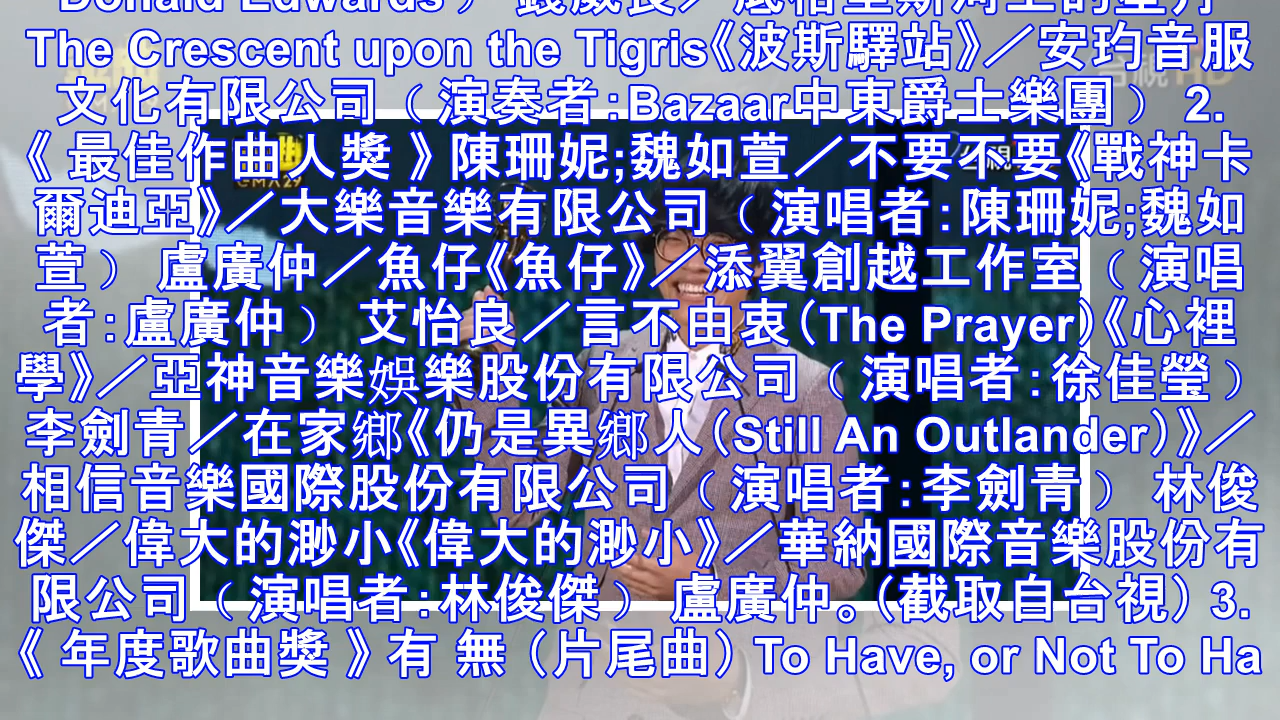 The Crescent upon the Tigris《波斯驛站》／安玓音服
文化有限公司﹙演奏者:Bazaar中東爵士樂團﹚ 2.
《 最佳作曲人獎 》陳珊妮;魏如萱／不要不要《戰神卡
爾迪亞》／大樂音樂有限公司﹙演唱者:陳珊妮;魏如
萱﹚ 盧廣仲／魚仔《魚仔》／添翼創越工作室﹙演唱
者:盧廣仲﹚ 艾怡良／言不由衷(The Prayer)《心裡
學》／亞神音樂娛樂股份有限公司﹙演唱者:徐佳瑩﹚
李劍青／在家鄉《仍是異鄉人(Still An Outlander)》／
相信音樂國際股份有限公司﹙演唱者:李劍青﹚ 林俊
傑／偉大的渺小《偉大的渺小》／華納國際音樂股份有
限公司﹙演唱者:林俊傑﹚ 盧廣仲。(截取自台視) 3.
《 年度歌曲獎 》有 無 (片尾曲) To Have, or Not To Ha
GMA29
台視HD